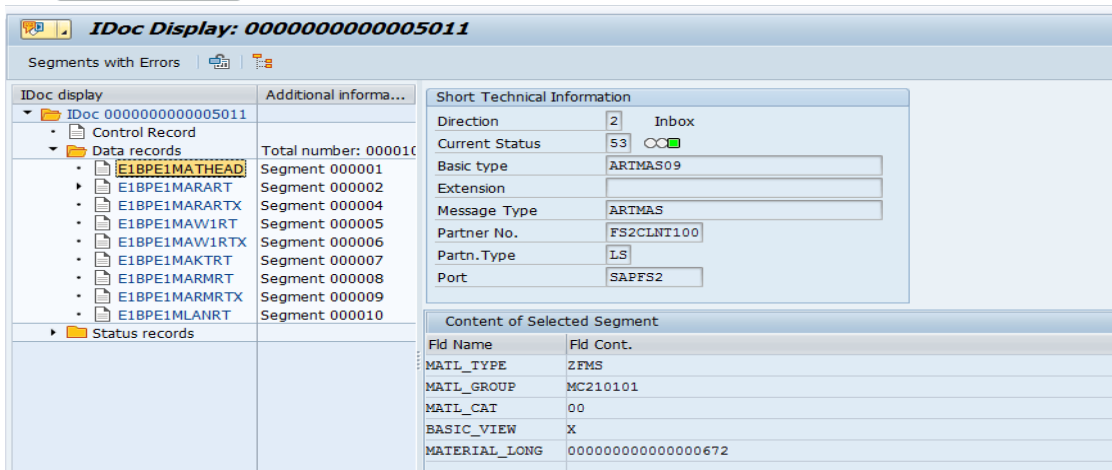 IDoc Display: 0000000000005011
Segments with Errors
IDoc display Additional informa...
IDoc 0000000000005011
Control Record
Data records Total number: 000010
E1BPE1MATHEAD Segment 000001
E1BPE1MARART Segment 000002
E1BPE1MARARTX Segment 000004
E1BPE1MAW1RT Segment 000005
E1BPE1MAW1RTX Segment 000006
E1BPE1MAKTRT Segment 000007
E1BPE1MARMRT Segment 000008
E1BPE1MARMRTX Segment 000009
E1BPE1MLANRT Segment 000010
Status records
Short Technical Information
Direction 2 Inbox
Current Status 53
Basic type ARTMAS09
Extension
Message Type ARTMAS
Partner No. FS2CLNT100
Partn.Type LS
Port SAPFS2
Content of Selected Segment
Fld Name Fld Cont.
MATL_TYPE ZFMS
MATL_GROUP MC210101
MATL_CAT 00
BASIC_VIEW X
MATERIAL_LONG 000000000000000672